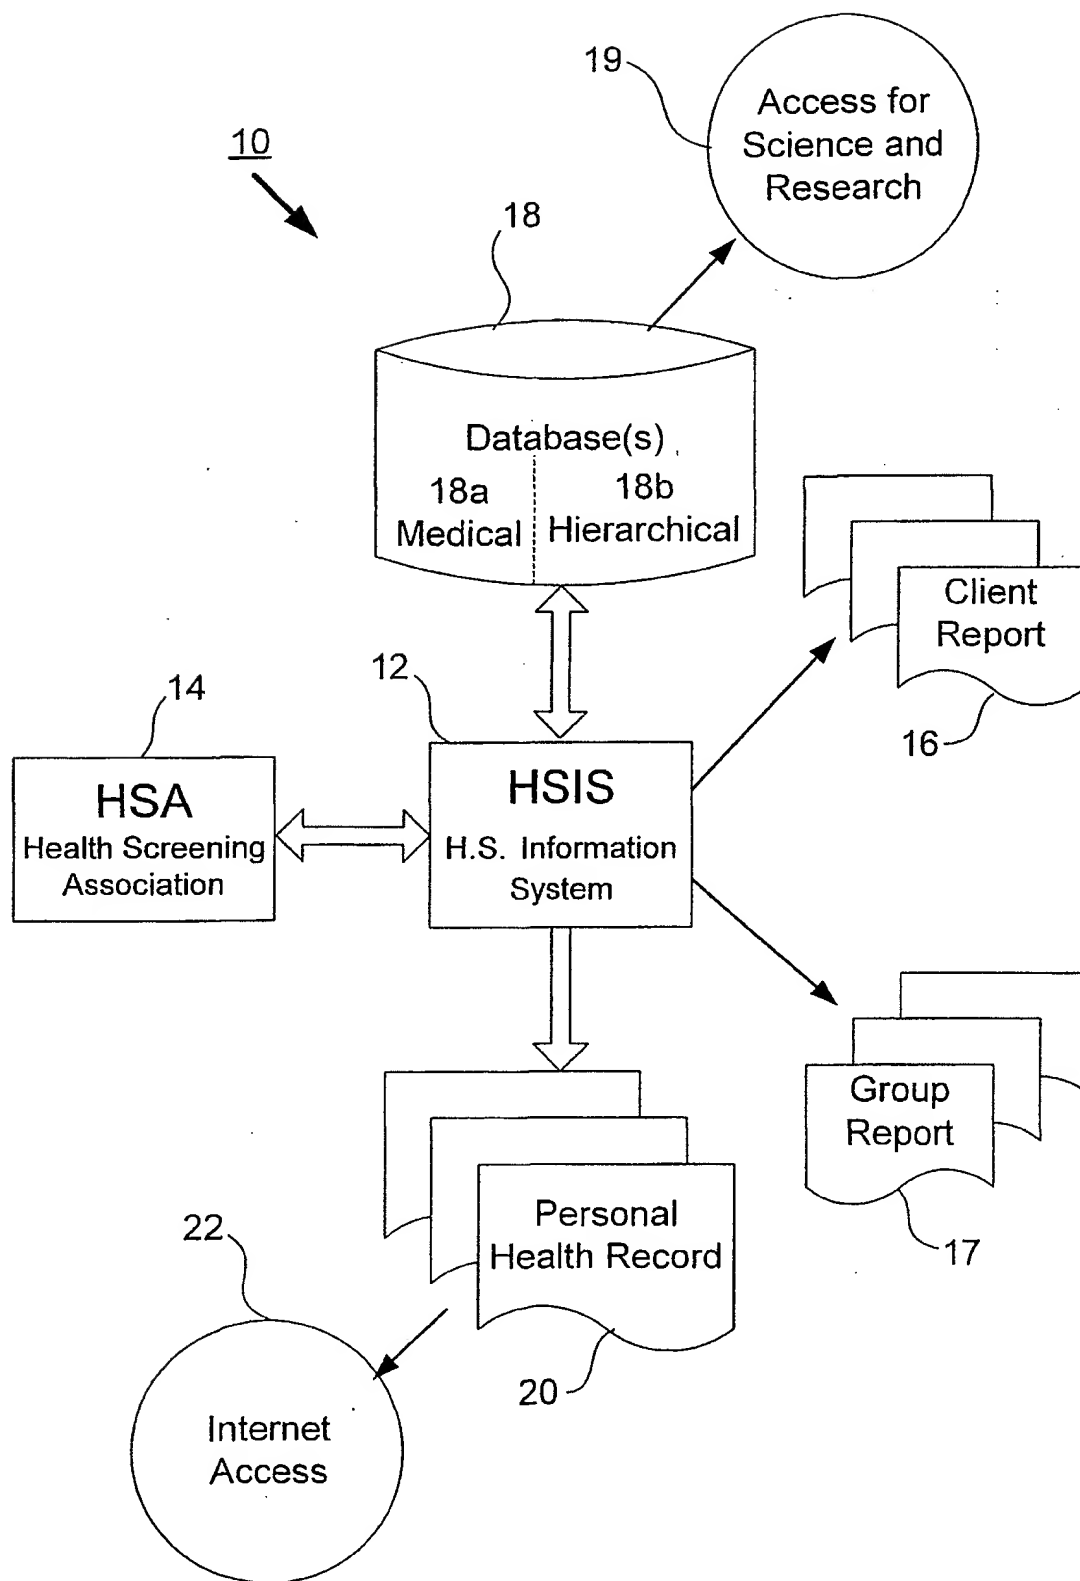 19
Access for
Science and
Research
10
18
Database(s)
18a
Medical
18b
Hierarchical
Client
Report
16
14
HSA
Health Screening
Association
12
HSIS
H.S. Information
System
Group
Report
17
Personal
Health Record
20
22
Internet
Access